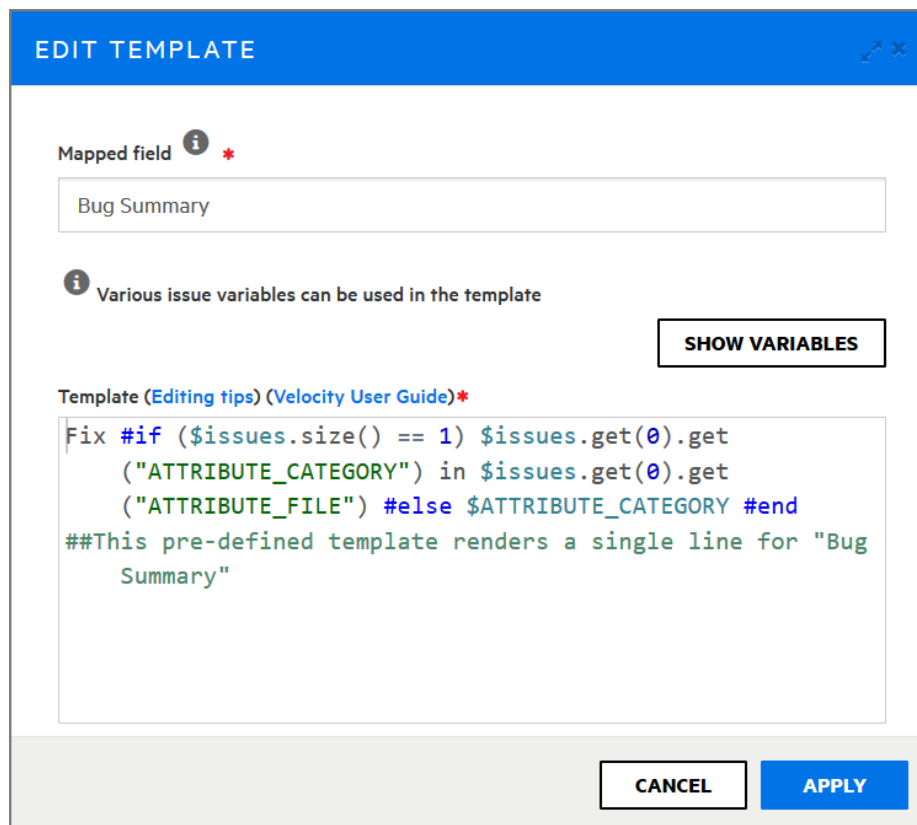 EDIT TEMPLATE
Mapped field *
Bug Summary
Various issue variables can be used in the template
SHOW VARIABLES
Template (Editing tips) (Velocity User Guide)*
Fix #if ($issues.size() == 1) $issues.get(0).get
("ATTRIBUTE_CATEGORY") in $issues.get(0).get
("ATTRIBUTE_FILE") #else $ATTRIBUTE_CATEGORY #end
##This pre-defined template renders a single line for "Bug
Summary"
CANCEL APPLY